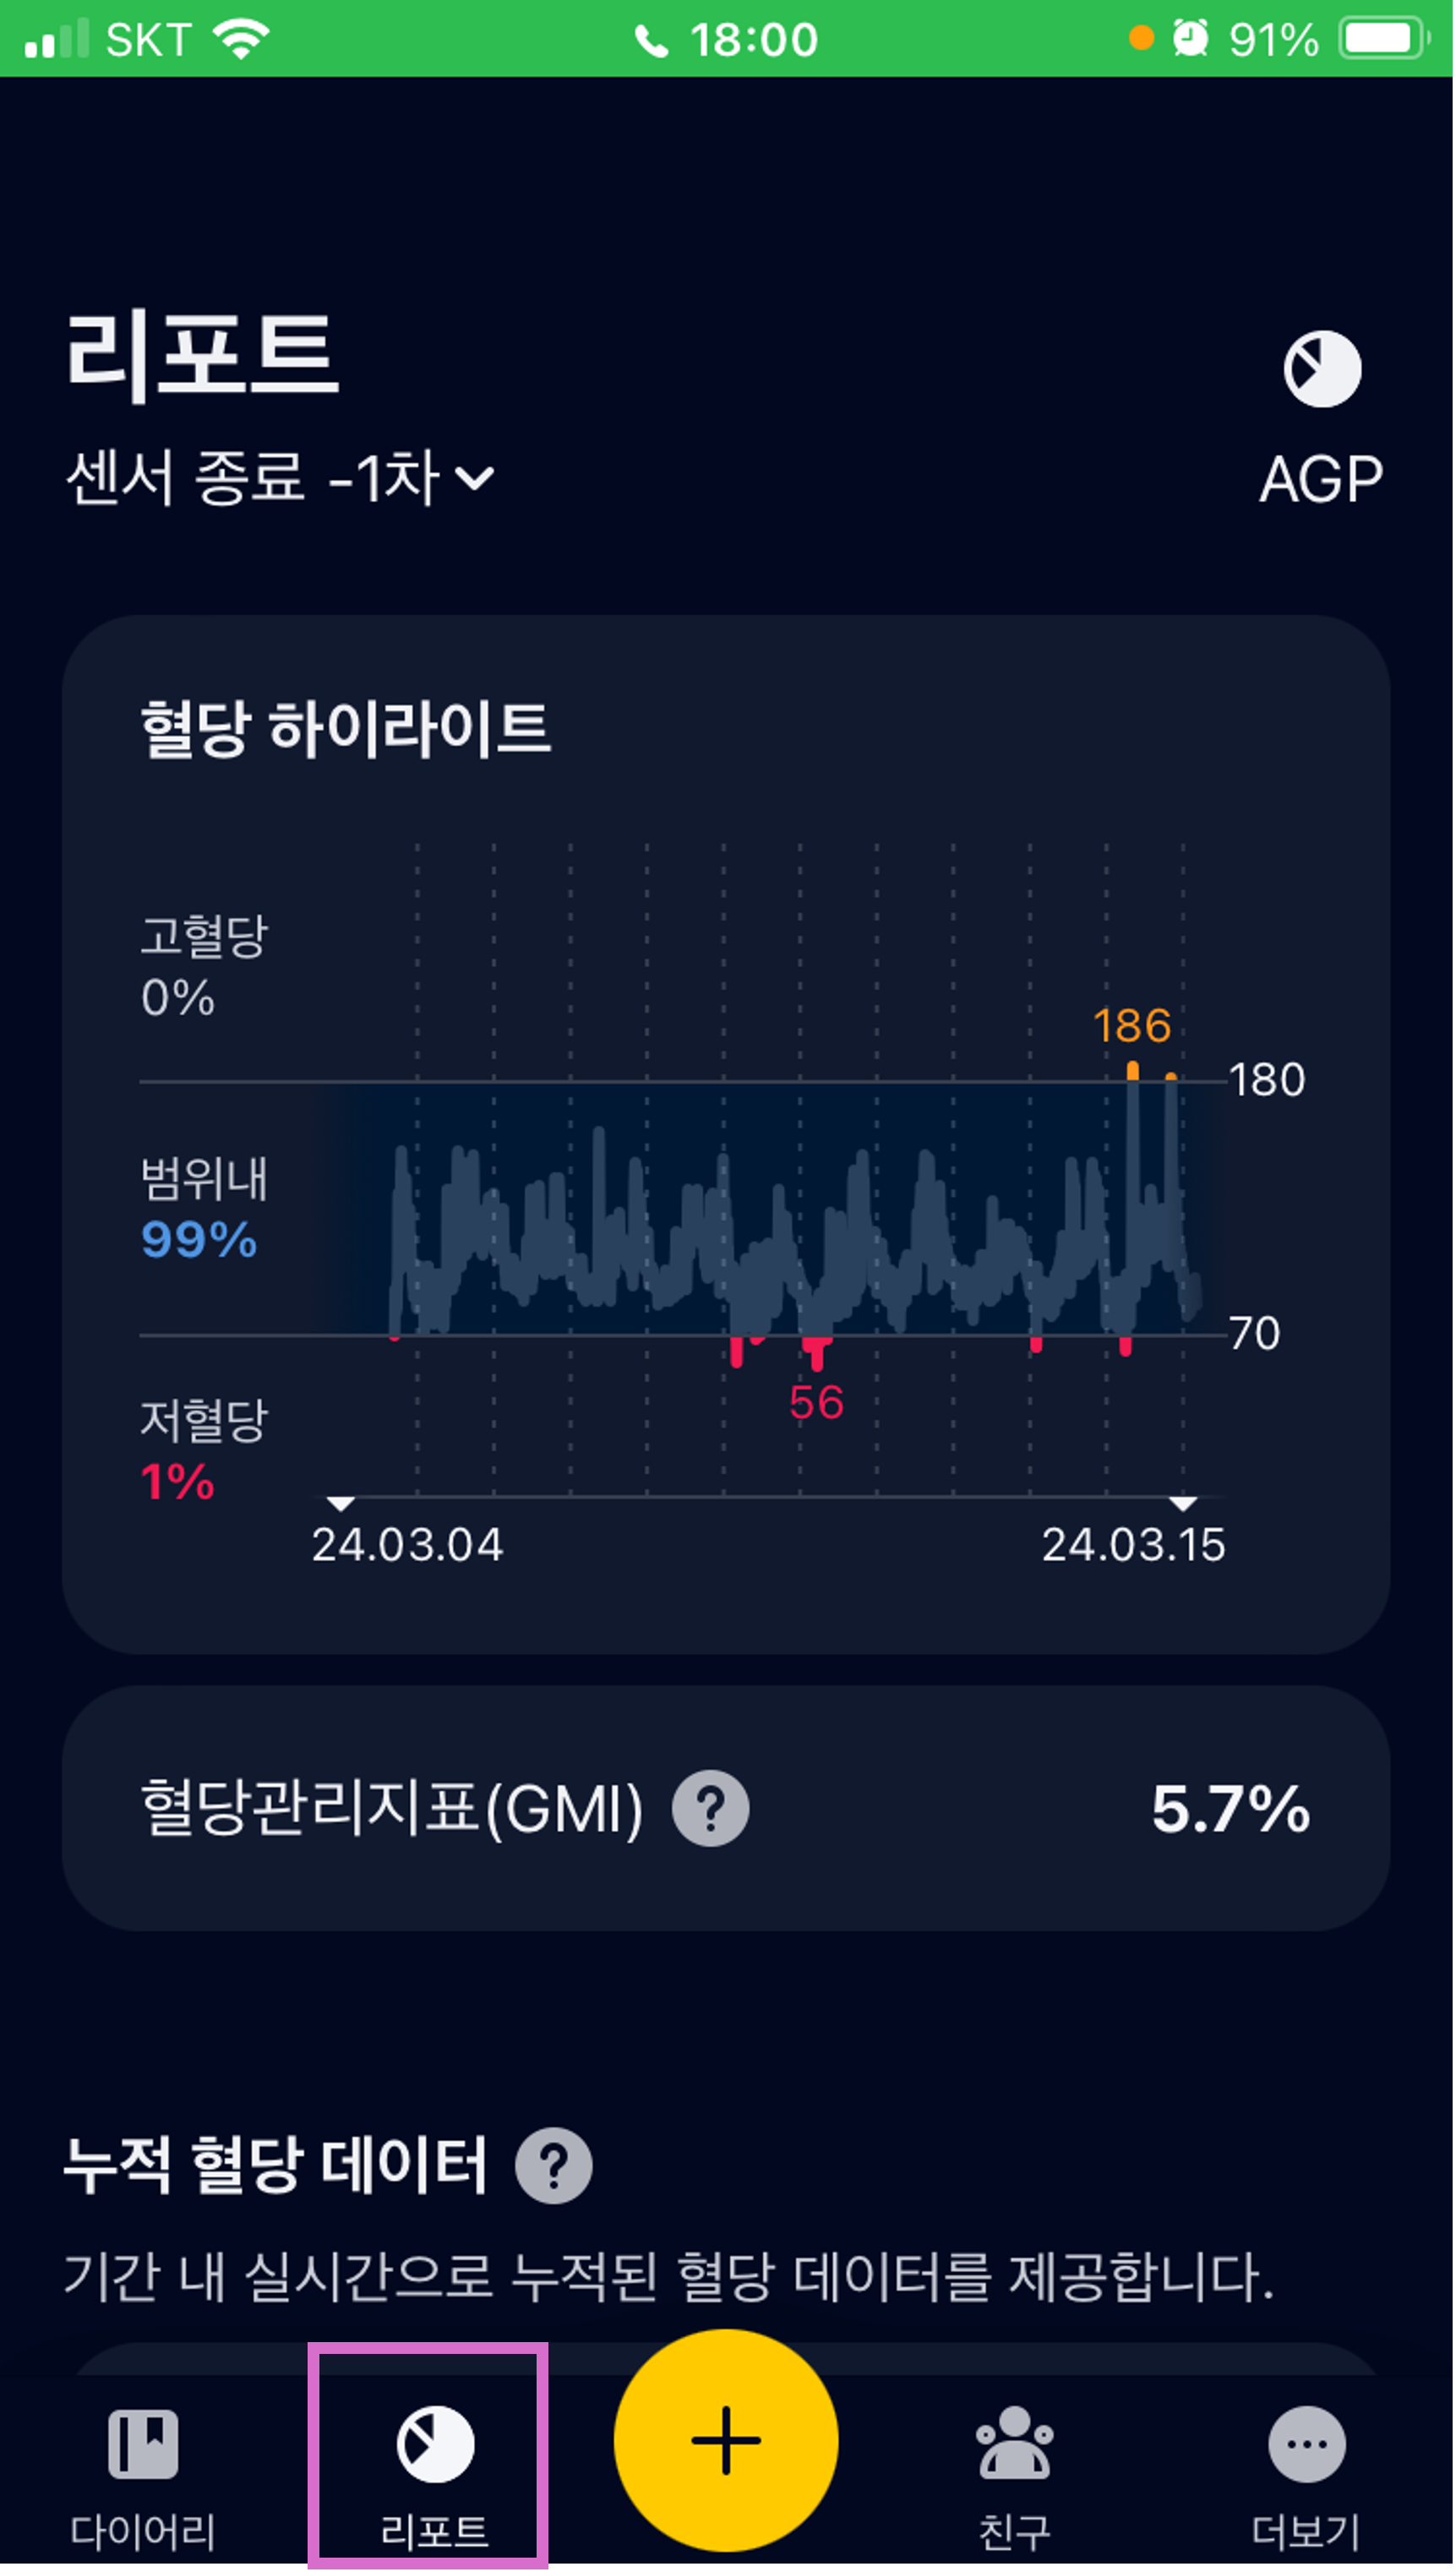 SKT 18:00 91%
리포트
센서 종료 -1차
AGP
혈당 하이라이트
고혈당
0%
186
180
범위내
99%
70
56
저혈당
1%
24.03.04 24.03.15
혈당관리지표(GMI) ? 5.7%
누적 혈당 데이터 ?
기간 내 실시간으로 누적된 혈당 데이터를 제공합니다.
다이어리 리포트 + 친구 더보기